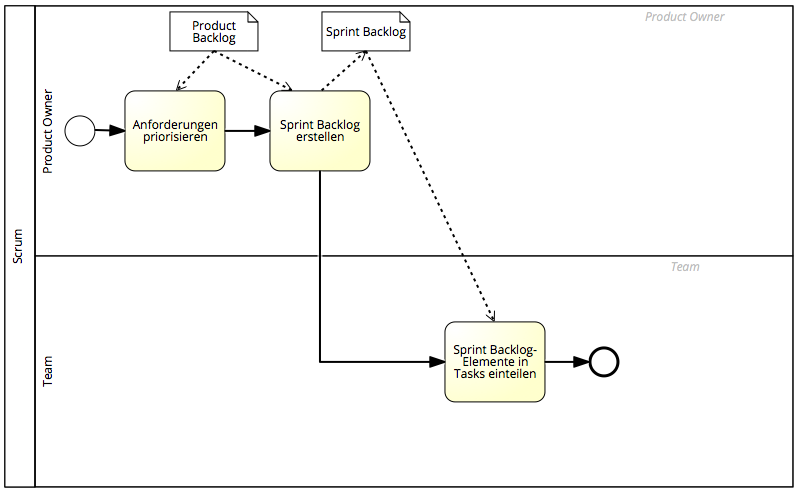 Product Owner
Product
Backlog
Sprint Backlog
Anforderungen
priorisieren
Sprint Backlog
erstellen
Product Owner
Scrum
Team
Sprint Backlog-
Elemente in
Tasks einteilen
Team